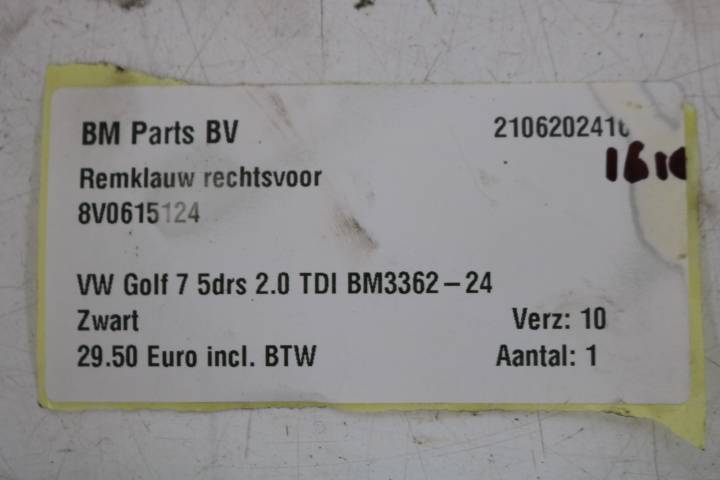 BM Parts BV
Remklauw rechtsvoor
8V0615124
VW Golf 7 5drs 2.0 TDI BM3362-24
Zwart Verz: 10
29.50 Euro incl. BTW Aantal: 1